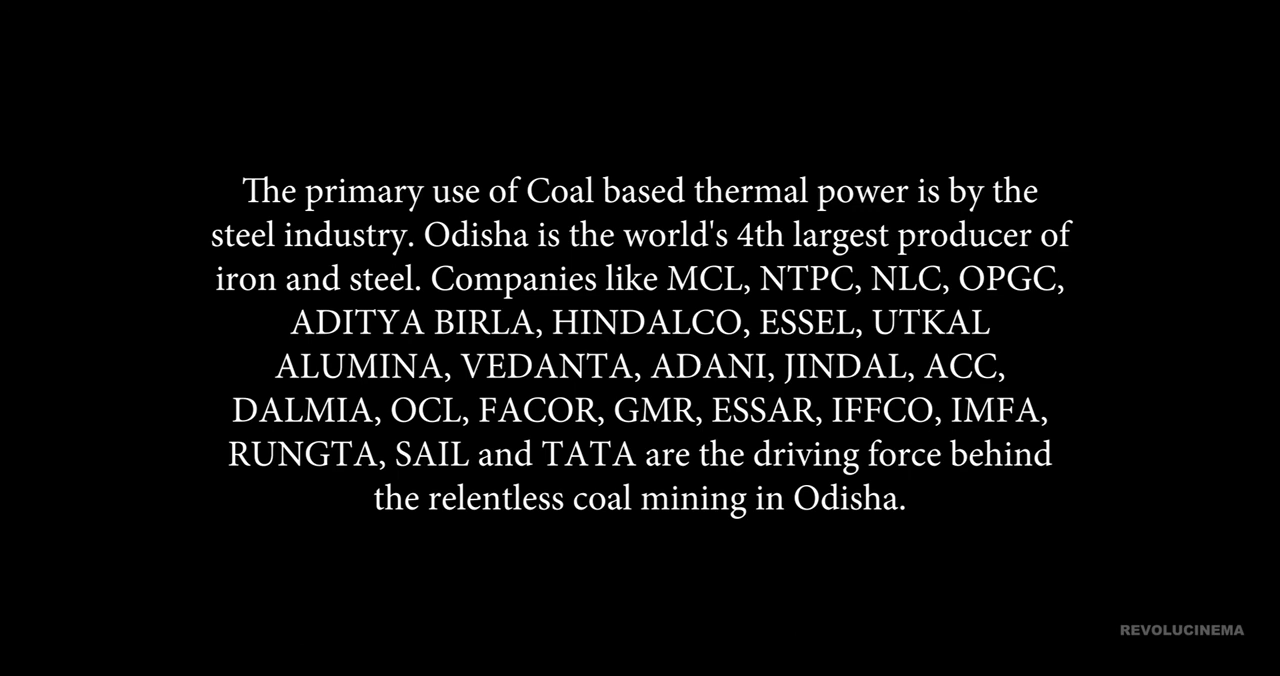 The primary use of Coal based thermal power is by the
steel industry. Odisha is the world's 4th largest producer of
iron and steel. Companies like MCL, NTPC, NLC, OPGC,
ADITYA BIRLA, HINDALCO, ESSEL, UTKAL
ALUMINA, VEDANTA, ADANI, JINDAL, ACC,
DALMIA, OCL, FACOR, GMR, ESSAR, IFFCO, IMFA,
RUNGTA, SAIL and TATA are the driving force behind
the relentless coal mining in Odisha.
REVOLUCINEMA